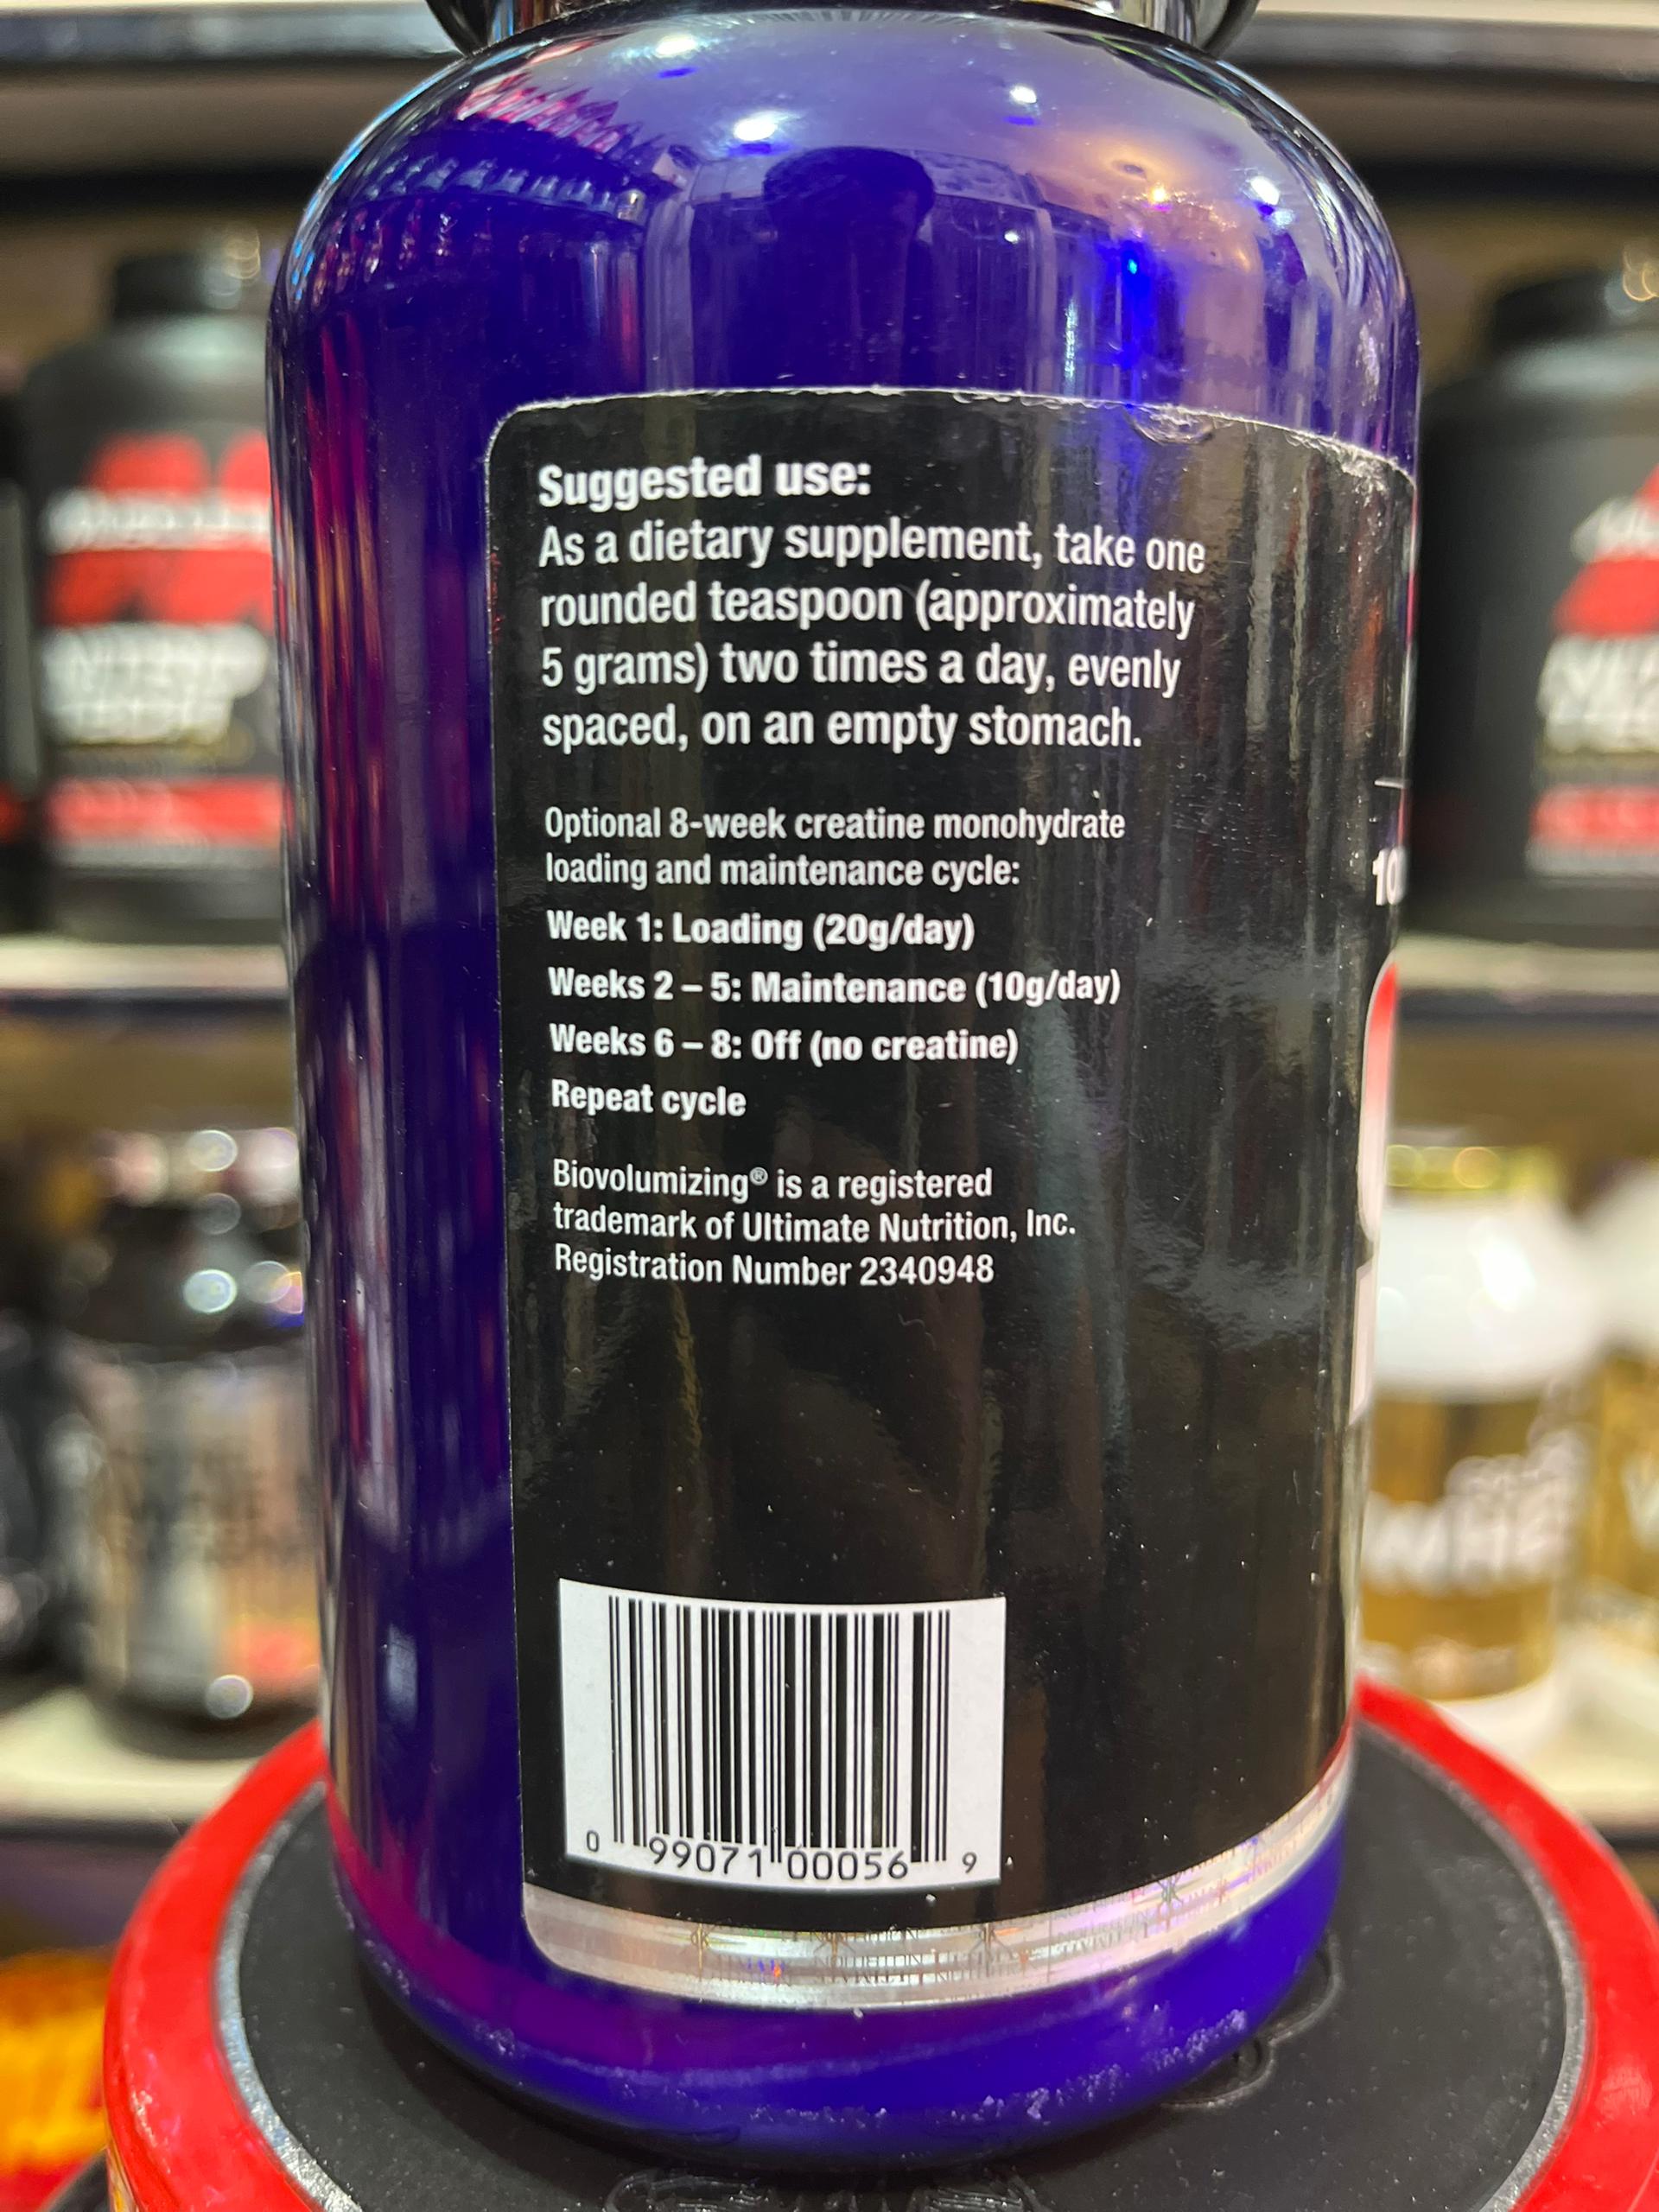 Suggested use:
As a dietary supplement, take one
rounded teaspoon (approximately
5 grams) two times a day, evenly
spaced, on an empty stomach.
Optional 8-week creatine monohydrate
loading and maintenance cycle:
Week 1: Loading (20g/day)
Weeks 2 – 5: Maintenance (10g/day)
Weeks 6 – 8: Off (no creatine)
Repeat cycle
Biovolumizing® is a registered
trademark of Ultimate Nutrition, Inc.
Registration Number 2340948
0 99071 00056 9